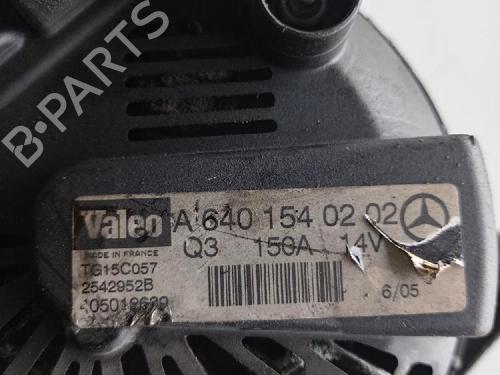 B-PARTS
Valeo A 640 154 02 02
MADE IN FRANCE Q3 150A 14V
TG15C057
2542952B
6/05